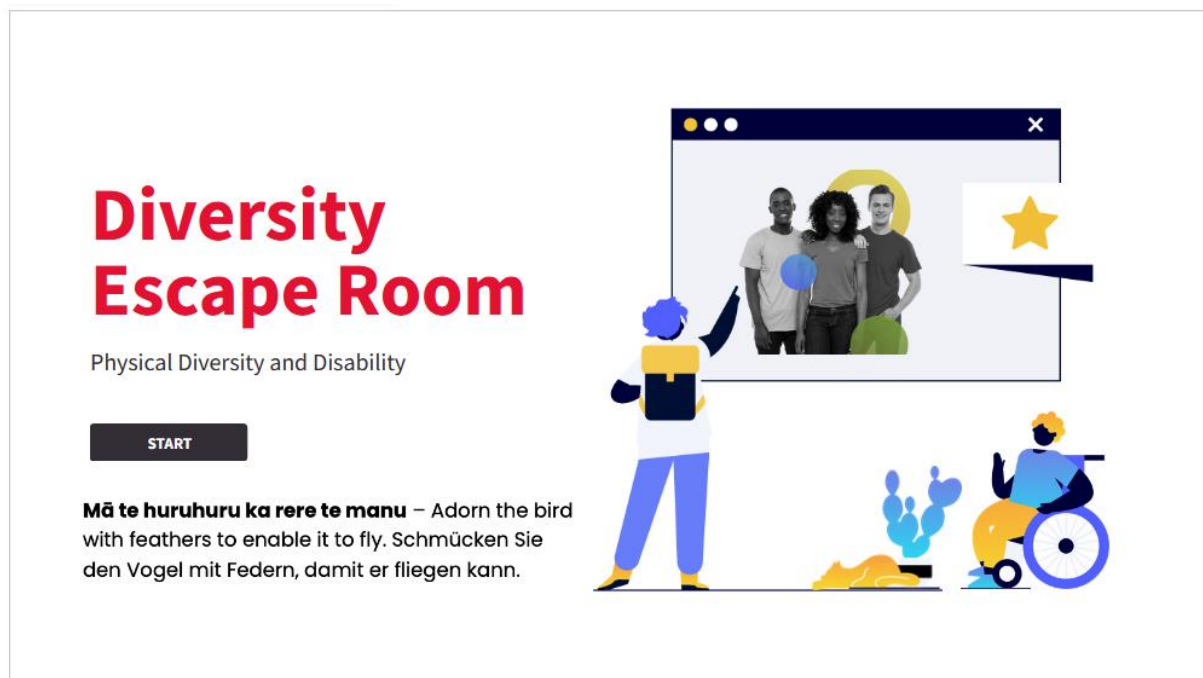 Diversity
Escape Room
Physical Diversity and Disability
START
Mā te huruhuru ka rere te manu – Adorn the bird
with feathers to enable it to fly. Schmücken Sie
den Vogel mit Federn, damit er fliegen kann.